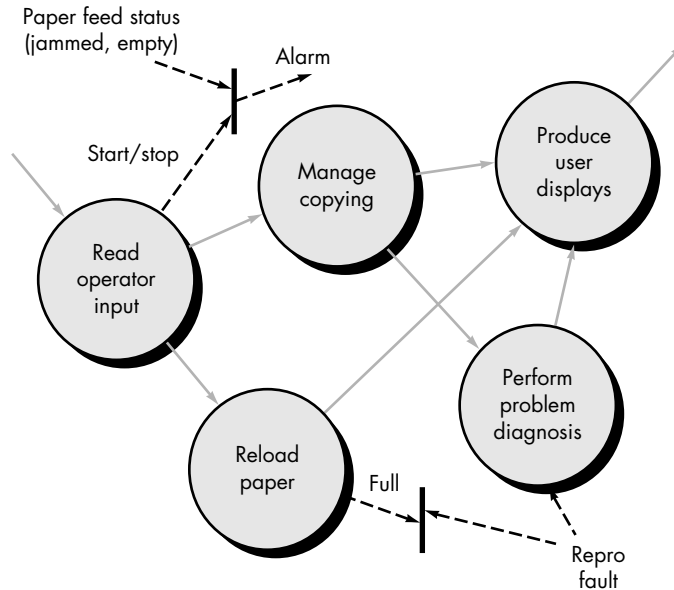 Paper feed status
(jammed, empty)
Alarm
Start/stop
Manage
copying
Produce
user
displays
Read
operator
input
Reload
paper
Perform
problem
diagnosis
Full
Repro
fault